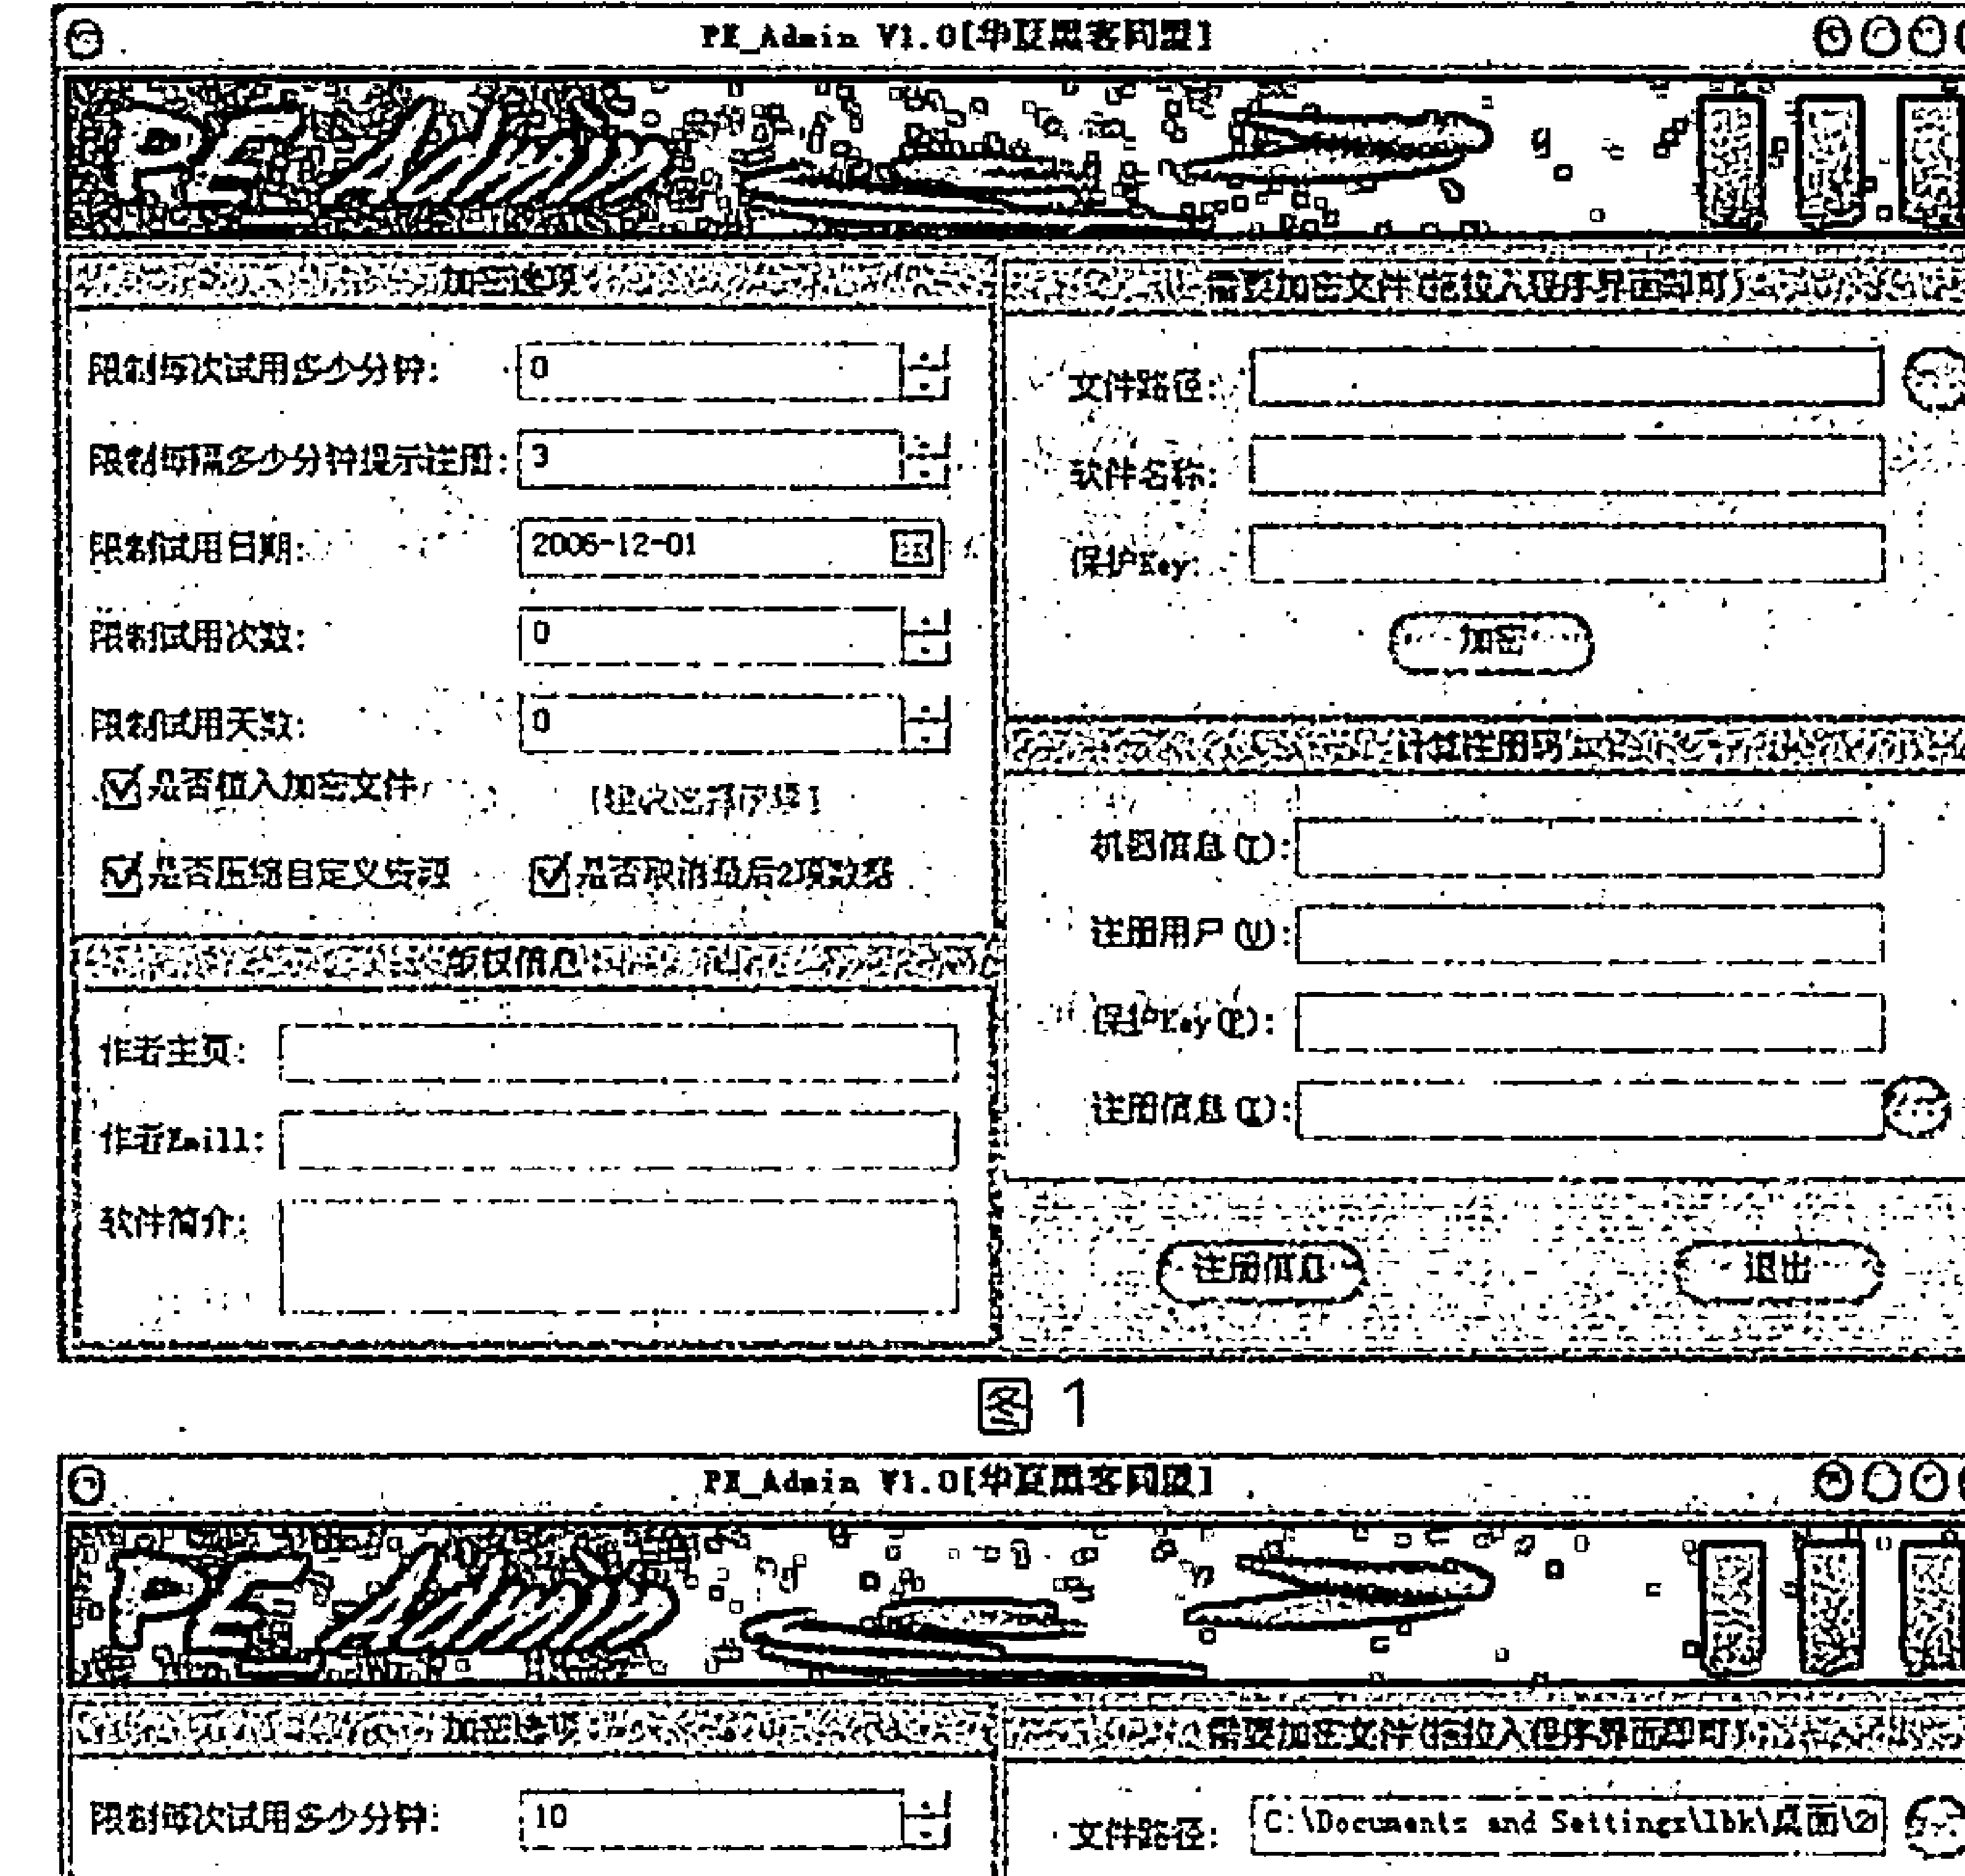 PE_Admin V1.0[华夏黑客同盟]
PE Admin
加密选项
限制每次试用多少分钟: 0
限制每隔多少分钟提示注册: 3
限制试用日期: 2006-12-01
限制试用次数: 0
限制试用天数: 0
是否植入加密文件 [建议选择此项]
是否压缩自定义资源 是否取消最后2项数据
版权信息
作者主页:
作者Emaill:
软件简介:
需要加密文件(拖拉入程序界面即可)
文件路径:
软件名称:
保护Key:
加密
计算注册码
机器信息(T):
注册用户(U):
保护Key(P):
注册信息(I):
注册信息 退出
图 1
PE_Admin V1.0[华夏黑客同盟]
PE Admin
加密选项
限制每次试用多少分钟: 10
需要加密文件(拖拉入程序界面即可)
文件路径: C:\Documents and Settings\lbk\桌面\2